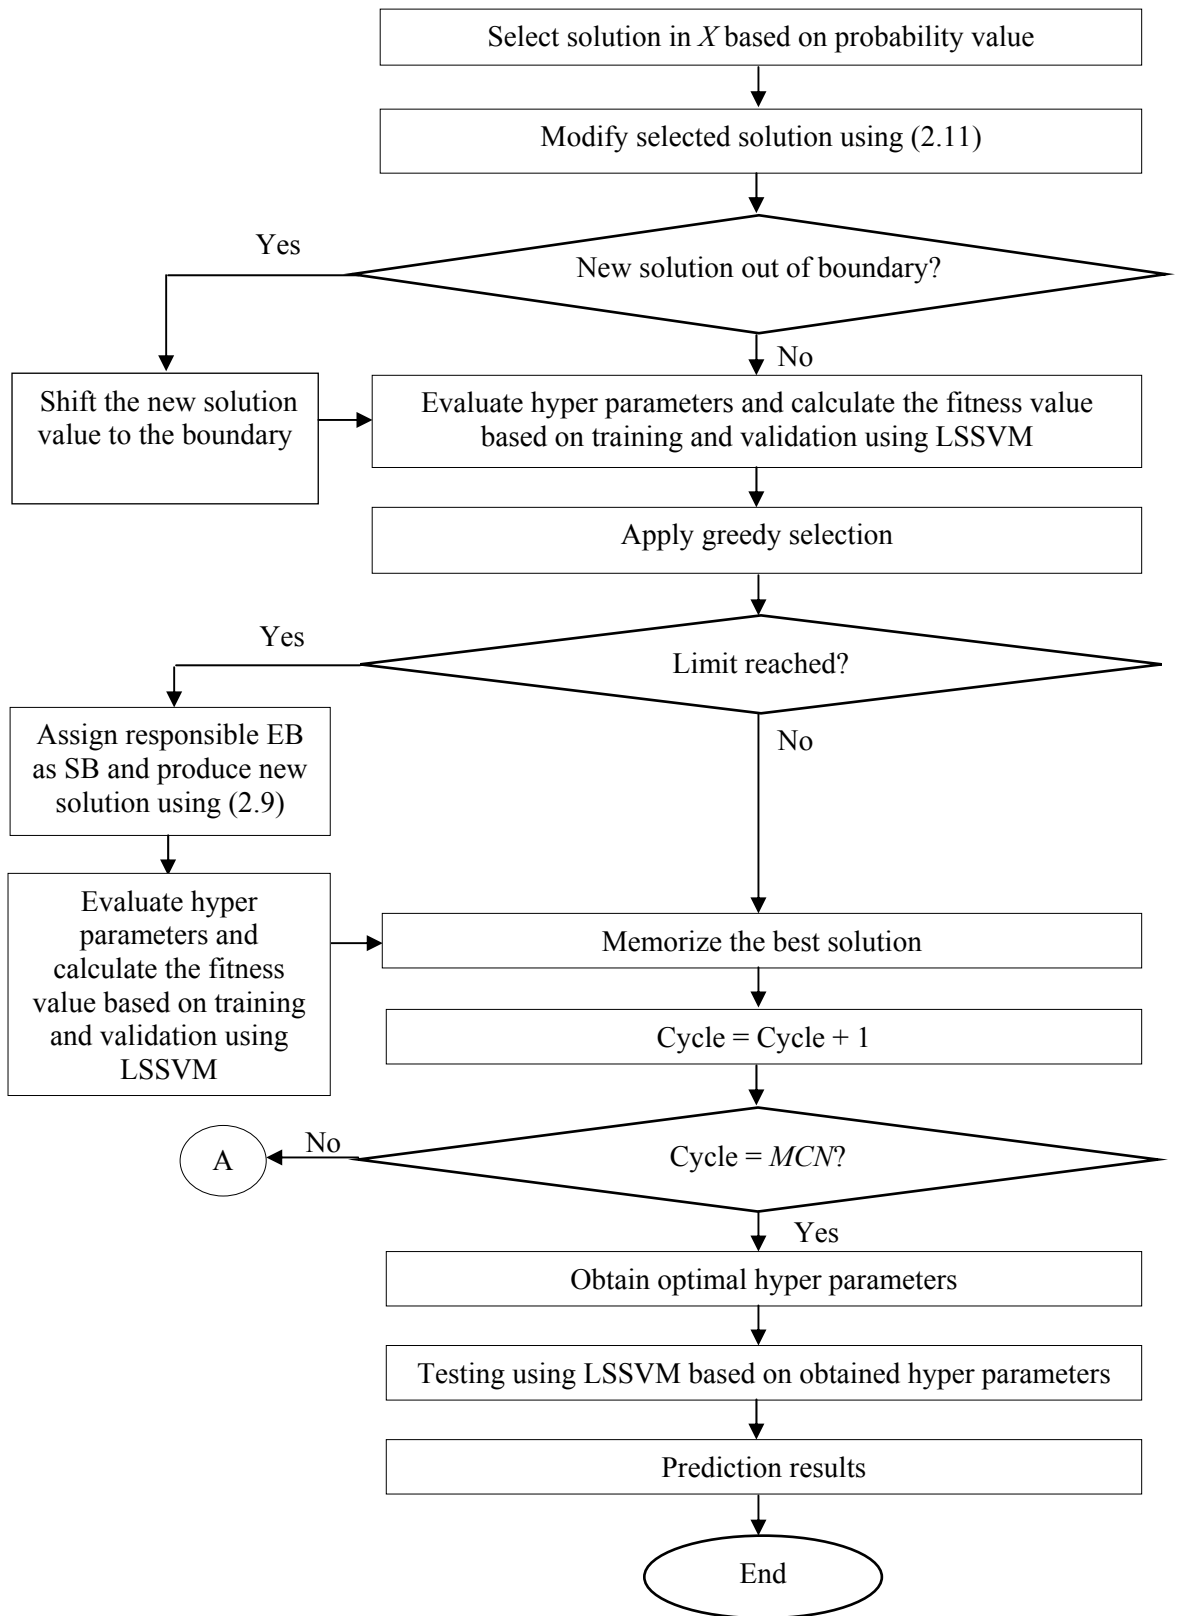 Select solution in X based on probability value
Modify selected solution using (2.11)
Yes
New solution out of boundary?
No
Shift the new solution
value to the boundary
Evaluate hyper parameters and calculate the fitness value
based on training and validation using LSSVM
Apply greedy selection
Yes
Limit reached?
No
Assign responsible EB
as SB and produce new
solution using (2.9)
Evaluate hyper
parameters and
calculate the fitness
value based on training
and validation using
LSSVM
Memorize the best solution
Cycle = Cycle + 1
A
No
Cycle = MCN?
Yes
Obtain optimal hyper parameters
Testing using LSSVM based on obtained hyper parameters
Prediction results
End